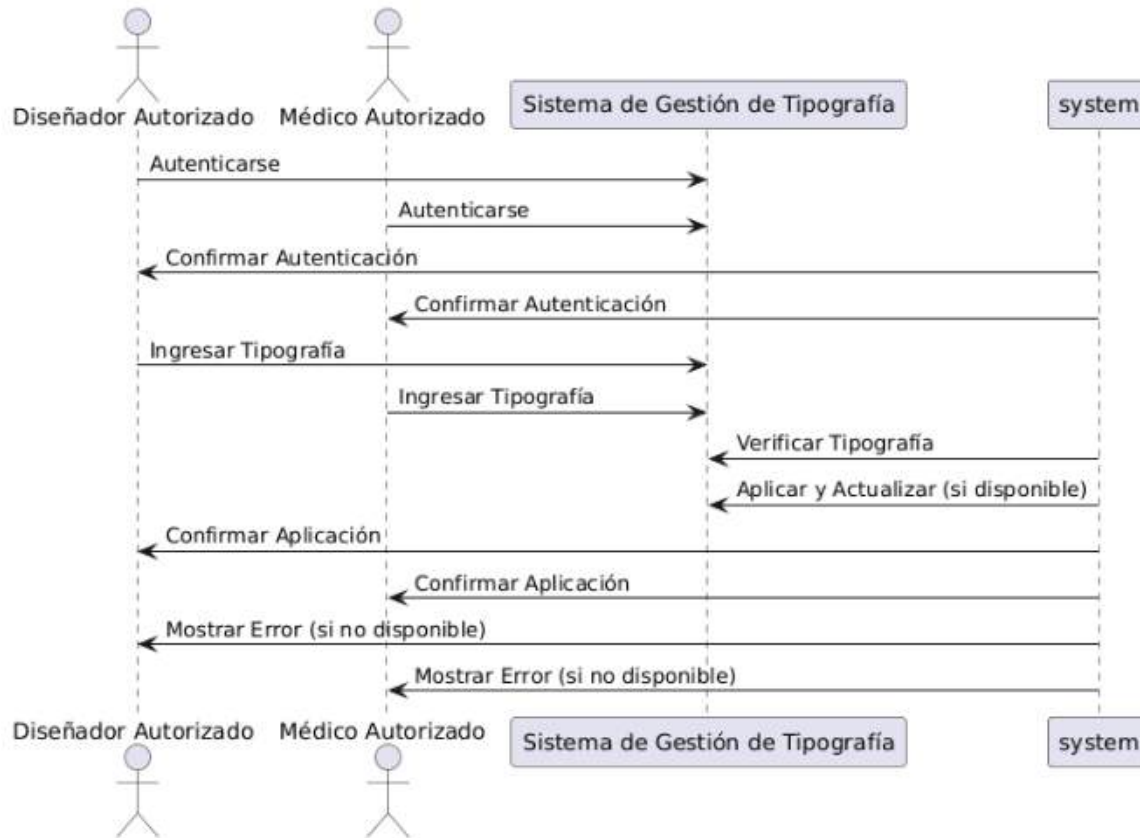 Diseñador Autorizado
Médico Autorizado
Sistema de Gestión de Tipografía
system
Autenticarse
Autenticarse
Confirmar Autenticación
Confirmar Autenticación
Ingresar Tipografía
Ingresar Tipografía
Verificar Tipografía
Aplicar y Actualizar (si disponible)
Confirmar Aplicación
Confirmar Aplicación
Mostrar Error (si no disponible)
Mostrar Error (si no disponible)
Diseñador Autorizado
Médico Autorizado
Sistema de Gestión de Tipografía
system